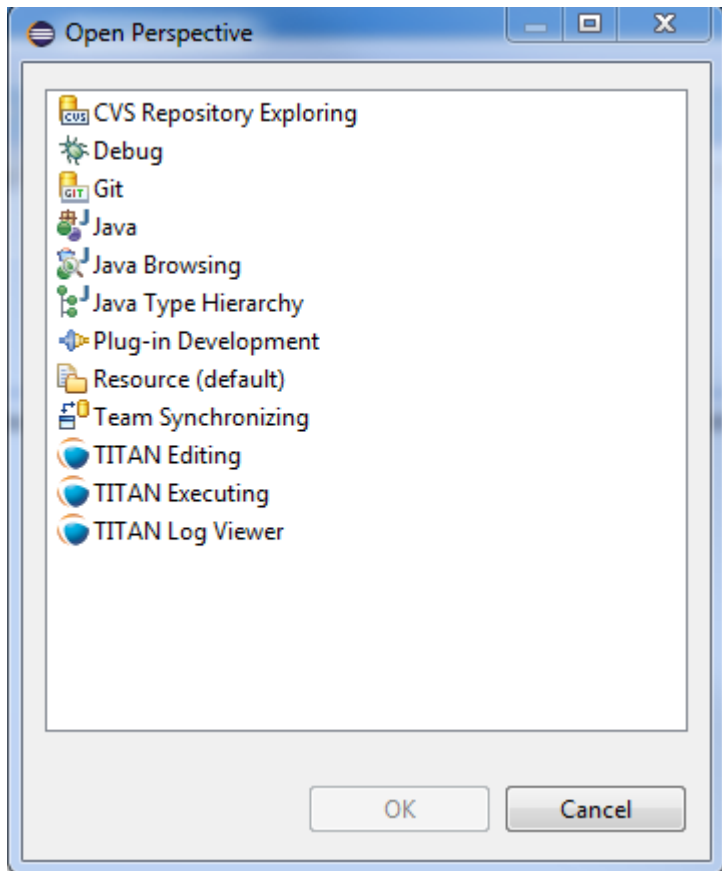 Open Perspective
CVS Repository Exploring
Debug
GIT Git
Java
Java Browsing
Java Type Hierarchy
Plug-in Development
Resource (default)
Team Synchronizing
TITAN Editing
TITAN Executing
TITAN Log Viewer
OK Cancel